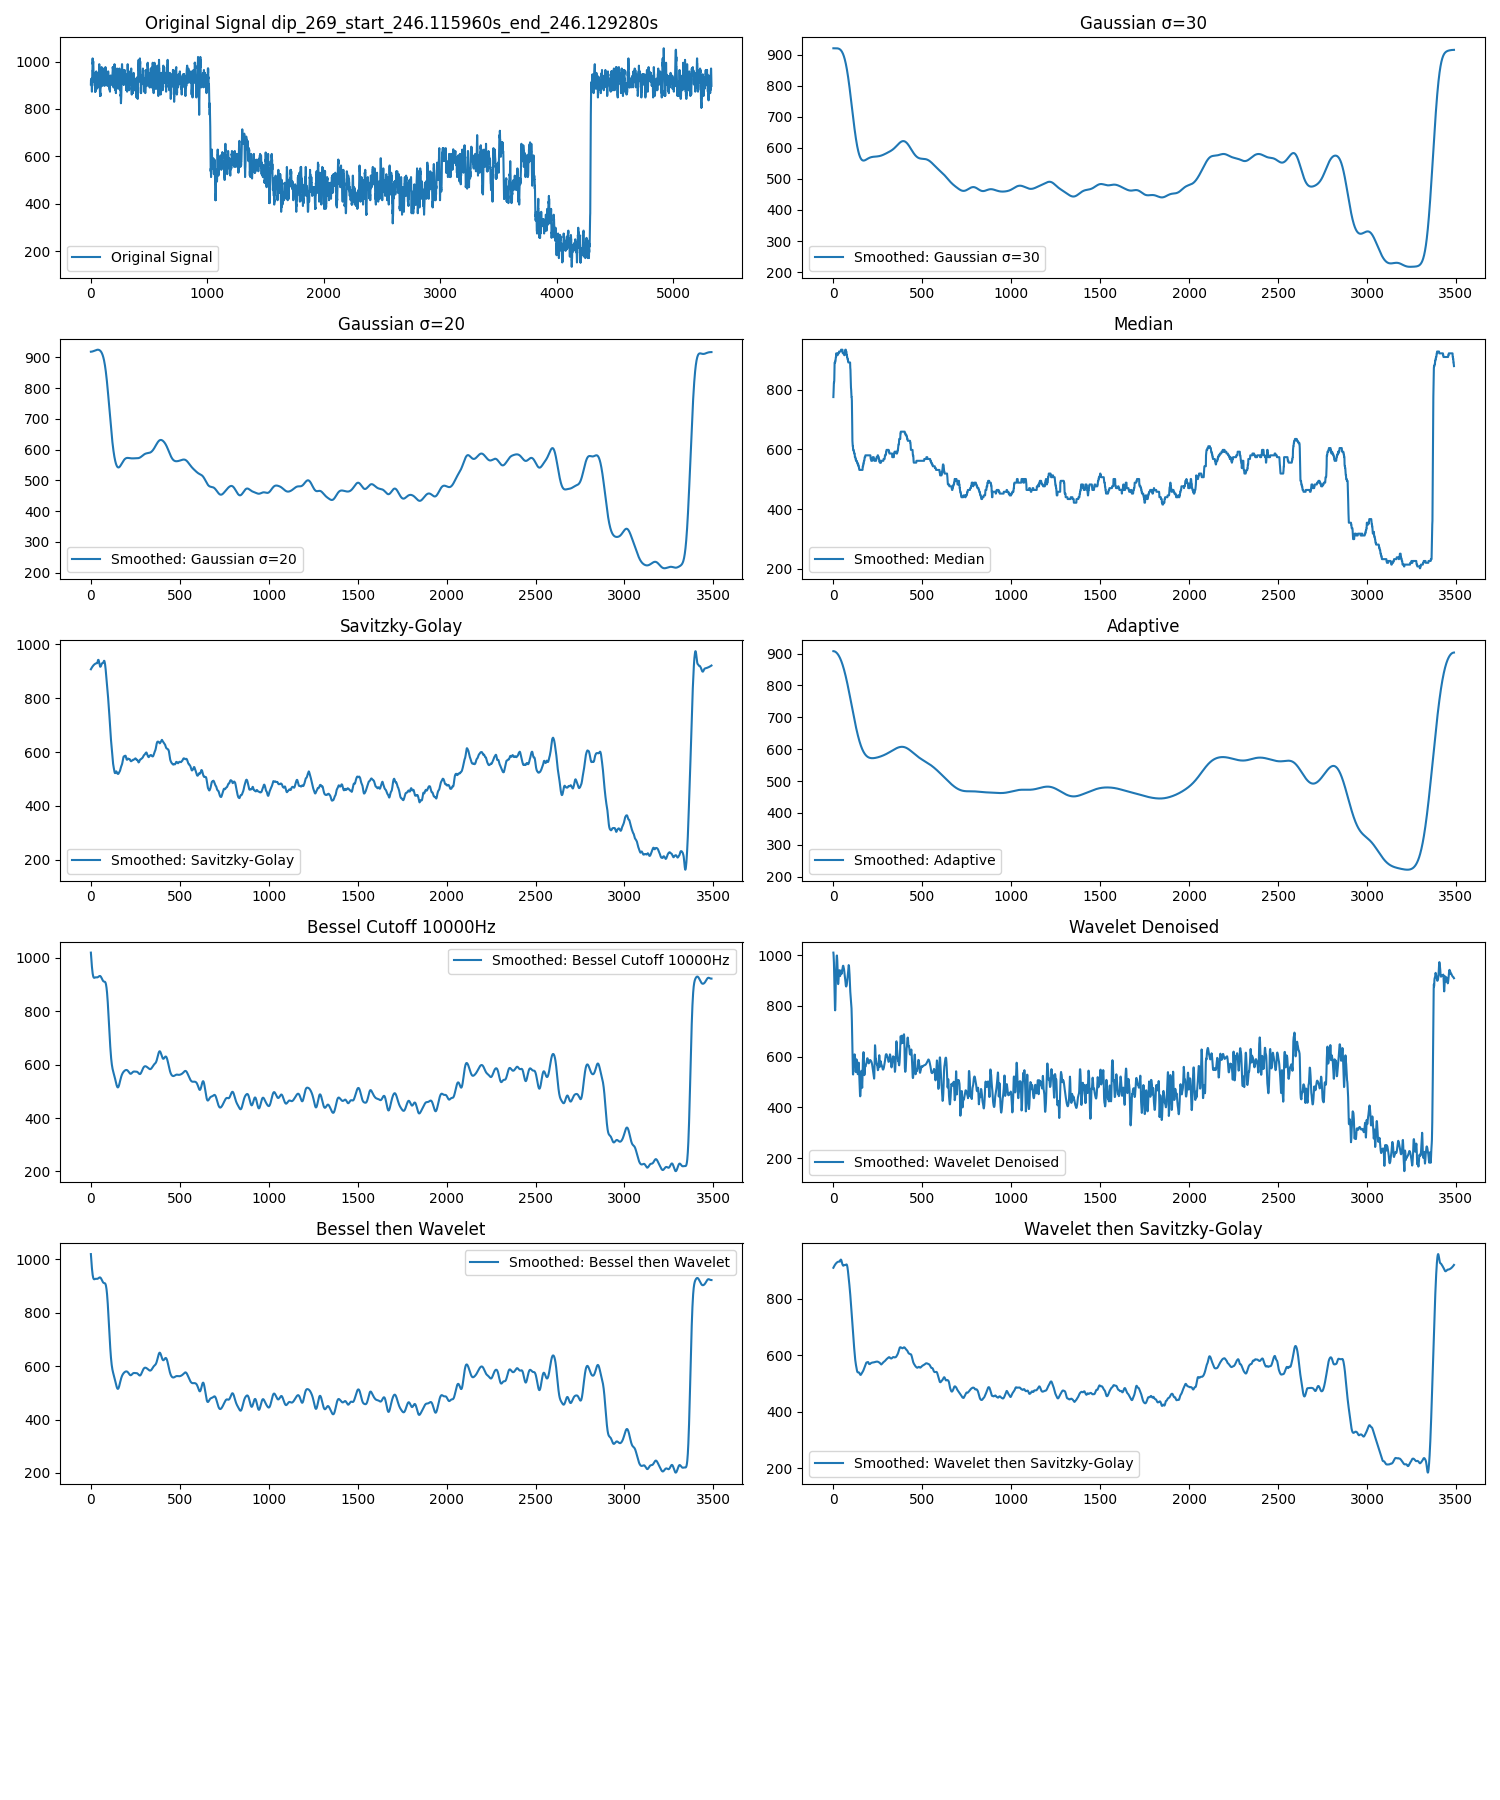 Original Signal dip_269_start_246.115960s_end_246.129280s
1000
800
600
400
200
Original Signal
0 1000 2000 3000 4000 5000
Gaussian σ=30
900
800
700
600
500
400
300
200
Smoothed: Gaussian σ=30
0 500 1000 1500 2000 2500 3000 3500
Gaussian σ=20
900
800
700
600
500
400
300
200
Smoothed: Gaussian σ=20
0 500 1000 1500 2000 2500 3000 3500
Median
800
600
400
200
Smoothed: Median
0 500 1000 1500 2000 2500 3000 3500
Savitzky-Golay
1000
800
600
400
200
Smoothed: Savitzky-Golay
0 500 1000 1500 2000 2500 3000 3500
Adaptive
900
800
700
600
500
400
300
200
Smoothed: Adaptive
0 500 1000 1500 2000 2500 3000 3500
Bessel Cutoff 10000Hz
Smoothed: Bessel Cutoff 10000Hz
1000
800
600
400
200
0 500 1000 1500 2000 2500 3000 3500
Wavelet Denoised
1000
800
600
400
200
Smoothed: Wavelet Denoised
0 500 1000 1500 2000 2500 3000 3500
Bessel then Wavelet
Smoothed: Bessel then Wavelet
1000
800
600
400
200
0 500 1000 1500 2000 2500 3000 3500
Wavelet then Savitzky-Golay
800
600
400
200
Smoothed: Wavelet then Savitzky-Golay
0 500 1000 1500 2000 2500 3000 3500